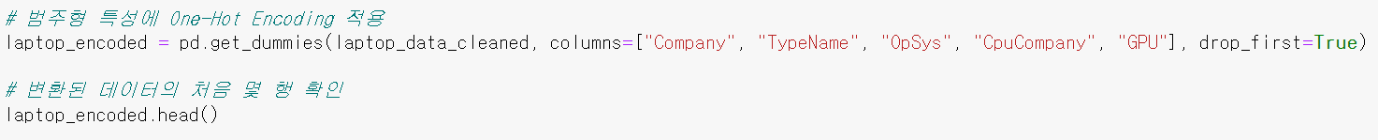 # 범주형 특성에 One-Hot Encoding 적용
laptop_encoded = pd.get_dummies(laptop_data_cleaned, columns=["Company", "TypeName", "OpSys", "CpuCompany", "GPU"], drop_first=True)
# 변환된 데이터의 처음 몇 행 확인
laptop_encoded.head()